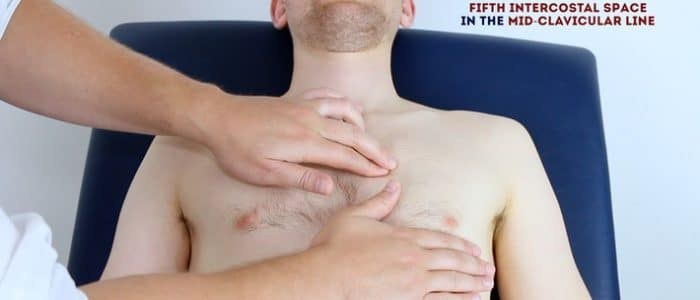 FIFTH INTERCOSTAL SPACE
IN THE MID-CLAVICULAR LINE